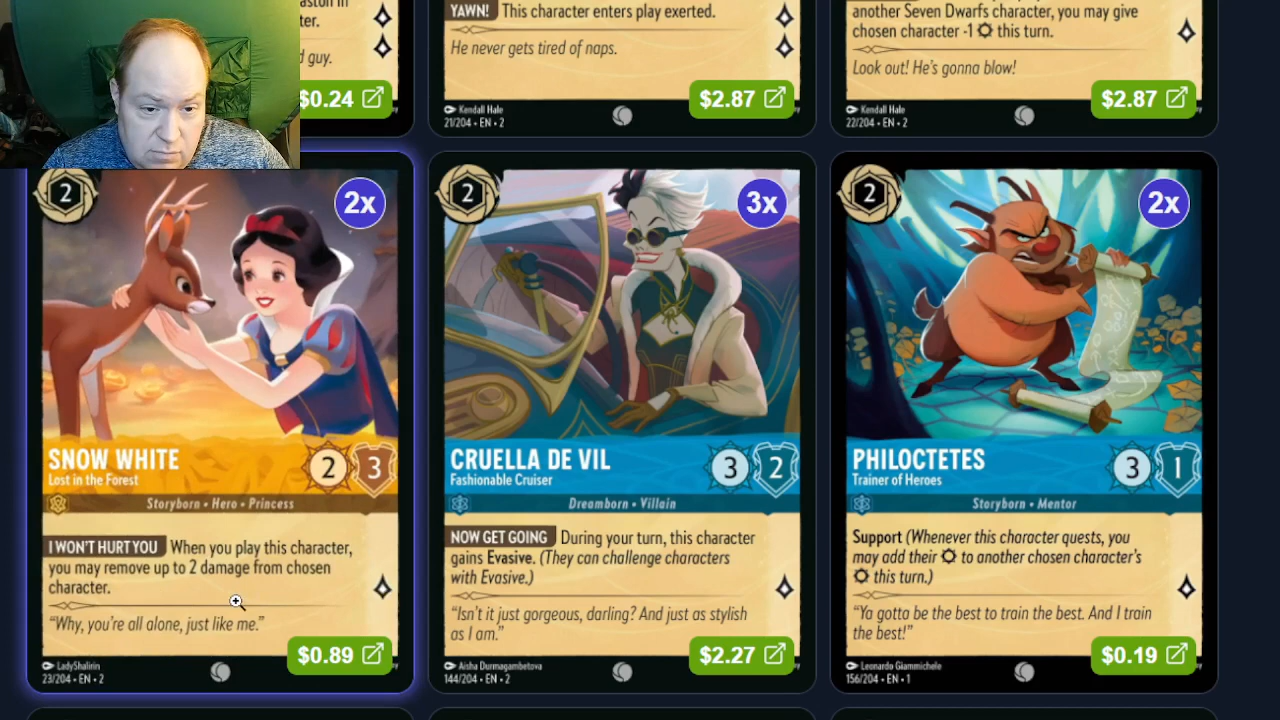 ter.
d guy.
$0.24
YAWN! This character enters play exerted.
He never gets tired of naps.
Kendall Hale
21/204 • EN • 2
$2.87
another Seven Dwarfs character, you may give
chosen character -1 this turn.
Look out! He's gonna blow!
Kendall Hale
22/204 • EN • 2
$2.87
2
2x
SNOW WHITE
Lost in the Forest
2 3
Storyborn • Hero • Princess
I WON'T HURT YOU When you play this character,
you may remove up to 2 damage from chosen
character.
"Why, you're all alone, just like me."
LadyShalirin
23/204 • EN • 2
$0.89
2
3x
CRUELLA DE VIL
Fashionable Cruiser
3 2
Dreamborn • Villain
NOW GET GOING During your turn, this character
gains Evasive. (They can challenge characters
with Evasive.)
"Isn't it just gorgeous, darling? And just as stylish
as I am."
Aisha Durmagambetova
144/204 • EN • 2
$2.27
2
2x
PHILOCTETES
Trainer of Heroes
3 1
Storyborn • Mentor
Support (Whenever this character quests, you
may add their to another chosen character's
this turn.)
"Ya gotta be the best to train the best. And I train
the best!"
Leonardo Giammichele
156/204 • EN • 1
$0.19